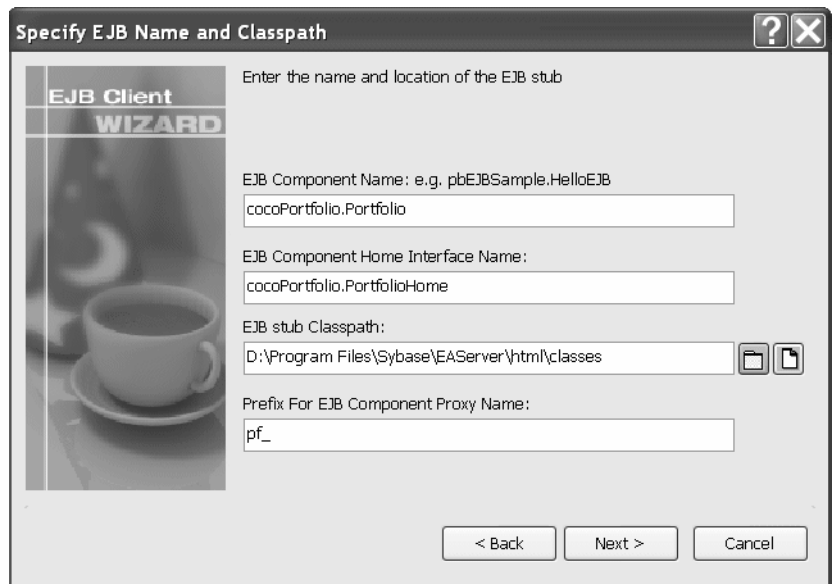 Specify EJB Name and Classpath
EJB Client
WIZARD
Enter the name and location of the EJB stub
EJB Component Name: e.g. pbEJBSample.HelloEJB
cocoPortfolio.Portfolio
EJB Component Home Interface Name:
cocoPortfolio.PortfolioHome
EJB stub Classpath:
D:\Program Files\Sybase\EAServer\html\classes
Prefix For EJB Component Proxy Name:
pf_
< Back
Next >
Cancel